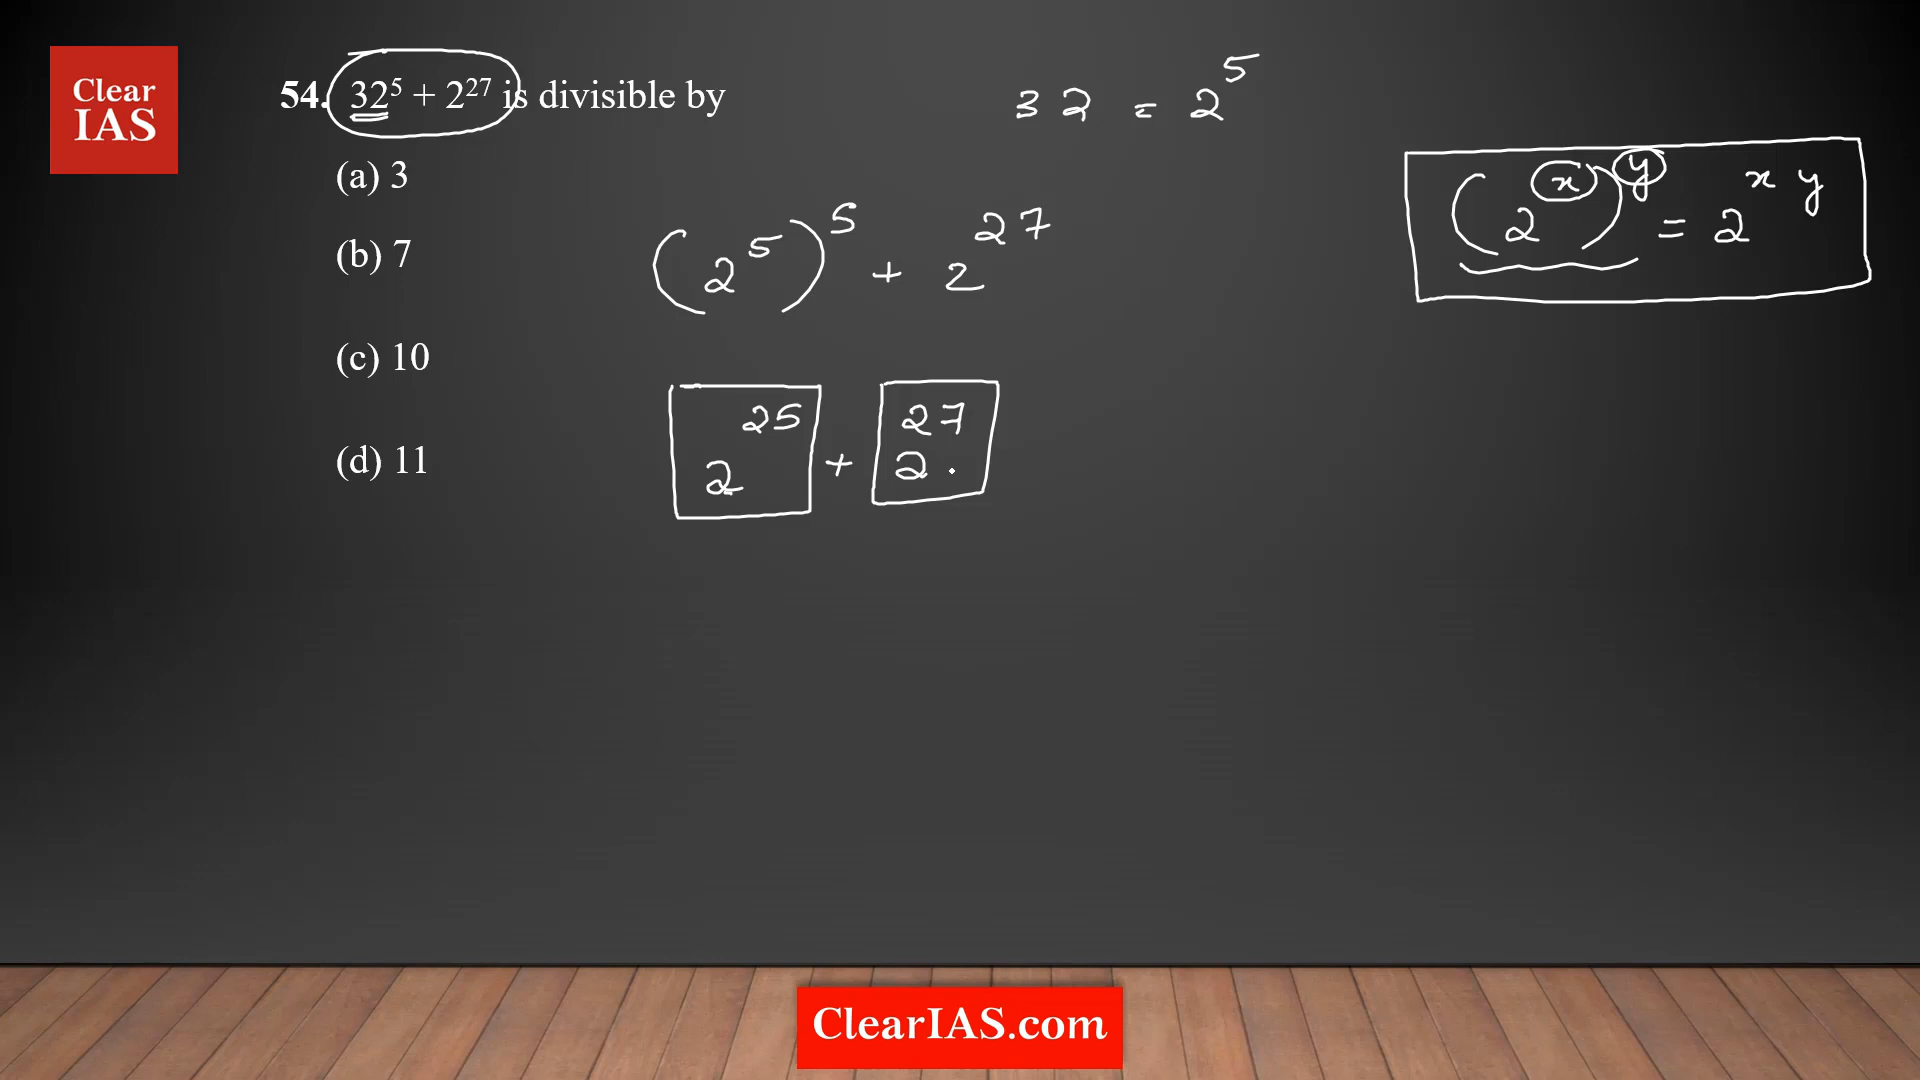 Clear
IAS
54. 32⁵ + 2²⁷ is divisible by
(a) 3
(b) 7
(c) 10
(d) 11
32 = 2⁵
(2ˣ)ʸ = 2ˣʸ
(2⁵)⁵ + 2²⁷
2²⁵ + 2²⁷
ClearIAS.com